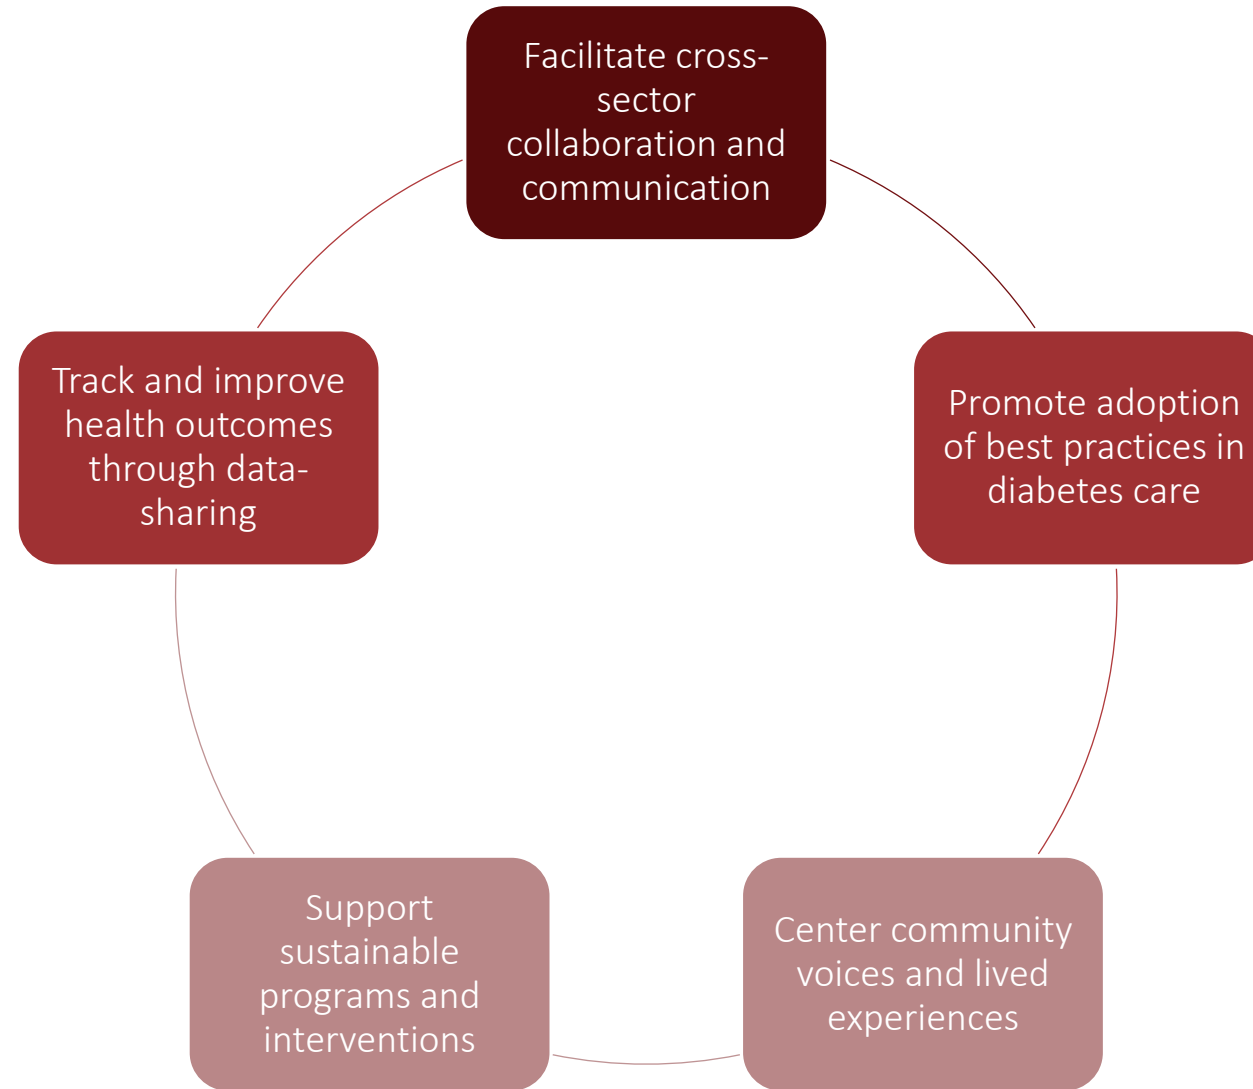 Facilitate cross-
sector
collaboration and
communication
Promote adoption
of best practices in
diabetes care
Center community
voices and lived
experiences
Support
sustainable
programs and
interventions
Track and improve
health outcomes
through data-
sharing